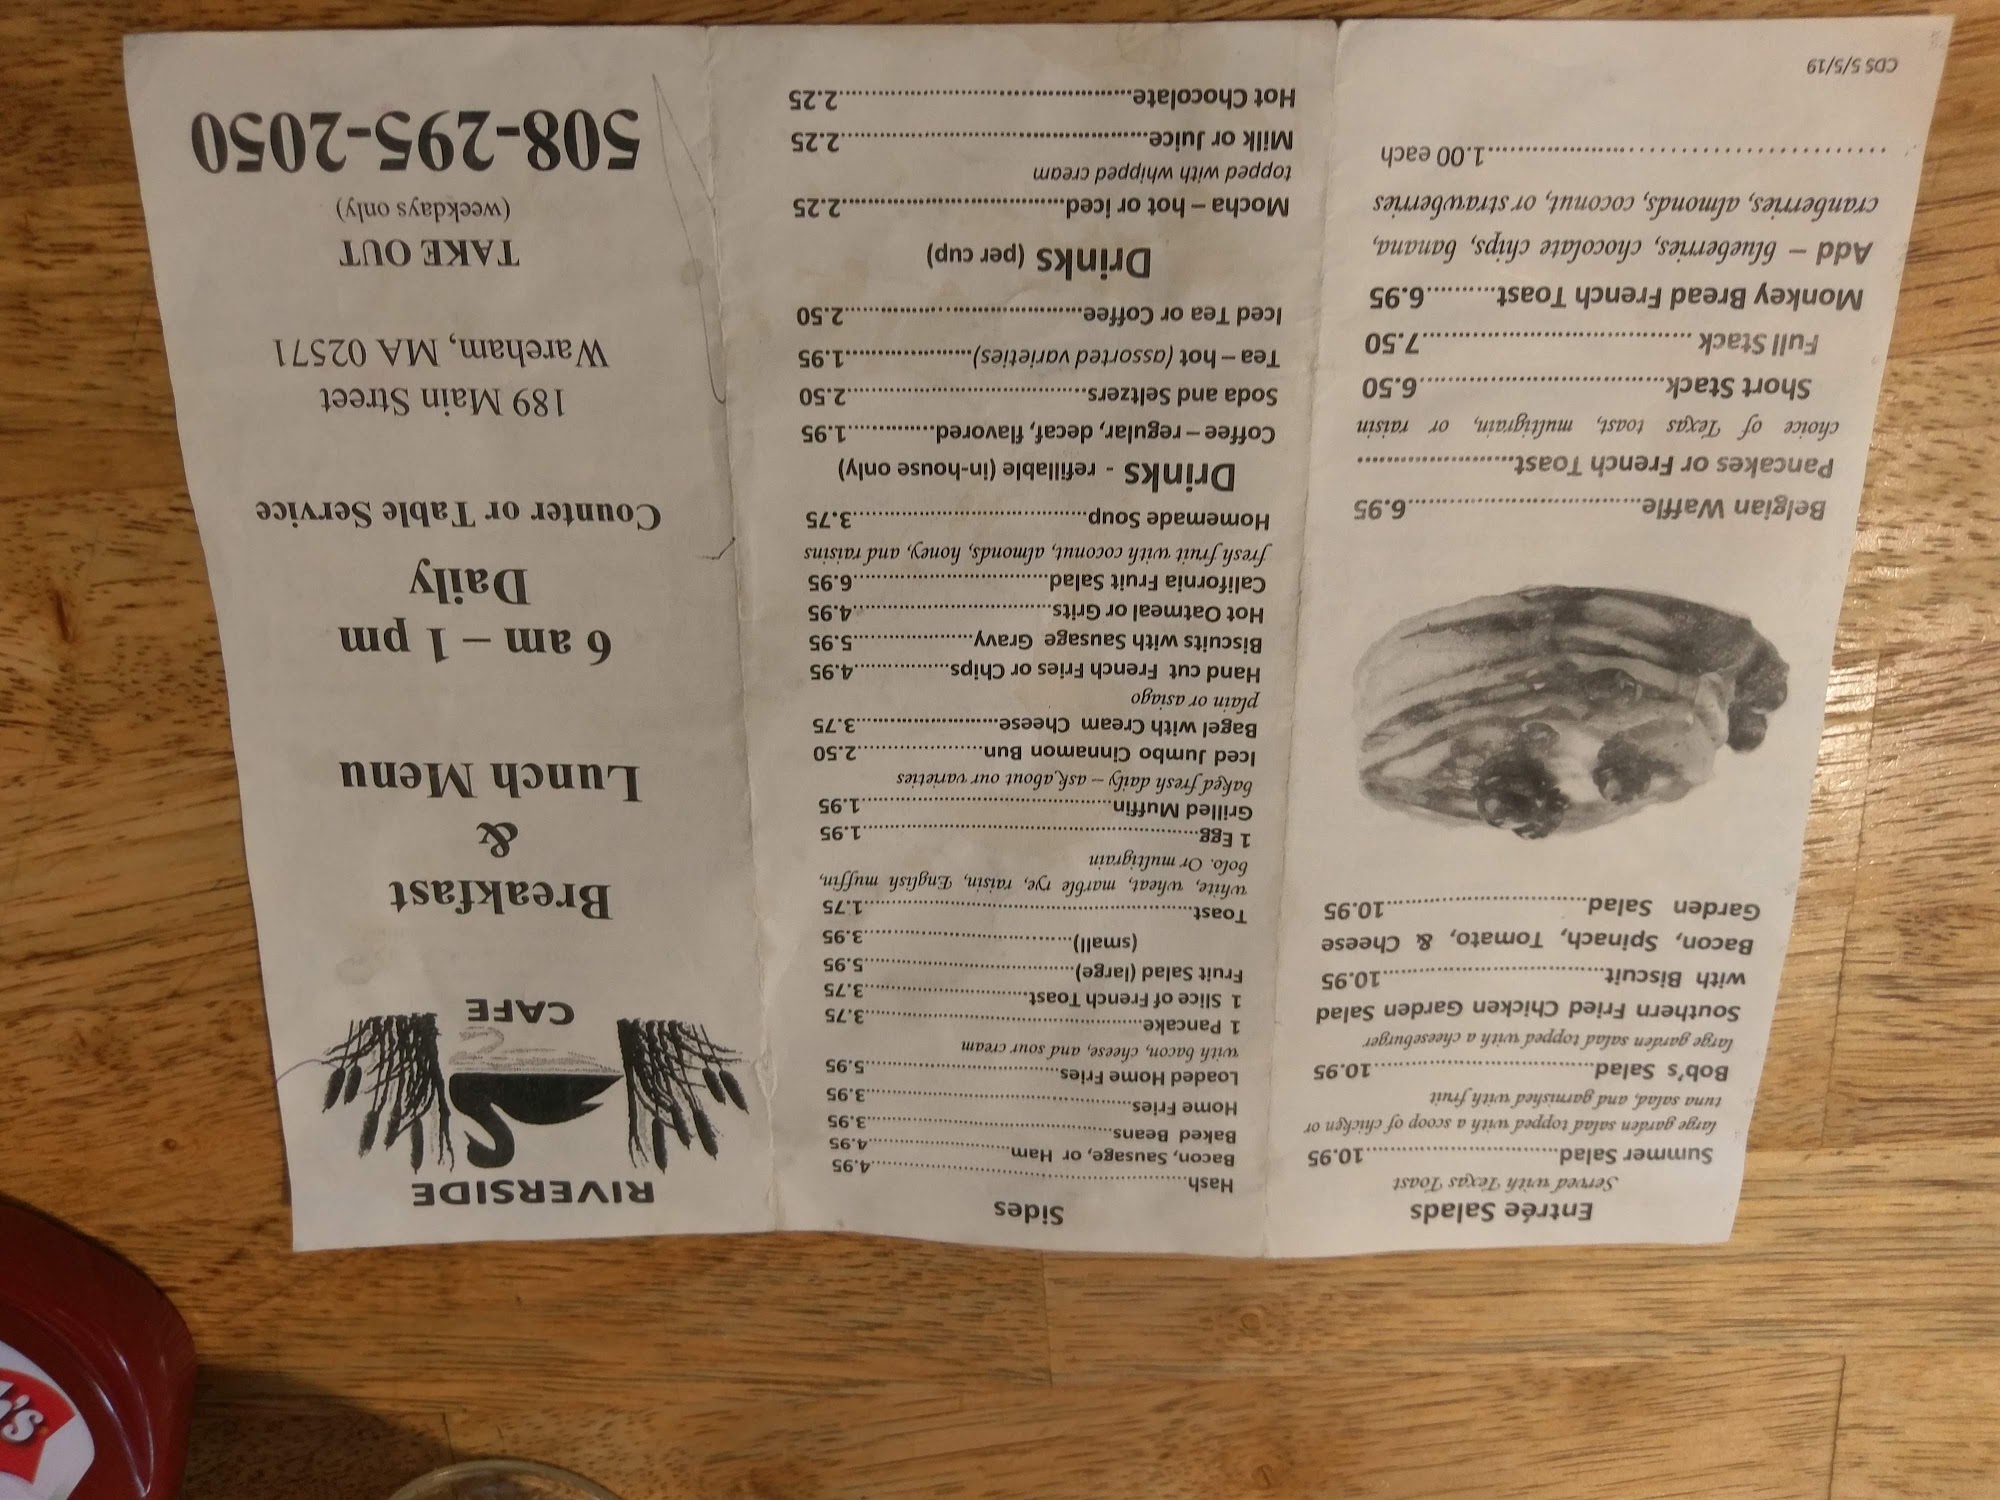 Entrée Salads
Served with Texas Toast
Summer Salad..............................10.95
large garden salad topped with a scoop of chicken or
tuna salad, and garnished with fruit
Bob's Salad..................................10.95
large garden salad topped with a cheeseburger
Southern Fried Chicken Garden Salad
with Biscuit..................................10.95
Bacon, Spinach, Tomato, & Cheese
Garden Salad..............................10.95
Belgian Waffle..................................6.95
Pancakes or French Toast.......................
choice of Texas toast, multigrain, or raisin
Short Stack...................................6.50
Full Stack ......................................7.50
Monkey Bread French Toast..........6.95
Add – blueberries, chocolate chips, banana,
cranberries, almonds, coconut, or strawberries
..............................................1.00 each
CDS 5/5/19
Sides
Hash..................................................4.95
Bacon, Sausage, or Ham......................4.95
Baked Beans......................................3.95
Home Fries........................................3.95
Loaded Home Fries.............................5.95
with bacon, cheese, and sour cream
1 Pancake..........................................3.75
1 Slice of French Toast.........................3.75
Fruit Salad (large)...............................5.95
(small)...............................3.95
Toast..................................................1.75
white, wheat, marble rye, raisin, English muffin,
bolo. Or multigrain
1 Egg..................................................1.95
Grilled Muffin.....................................1.95
baked fresh daily – ask about our varieties
Iced Jumbo Cinnamon Bun...................2.50
Bagel with Cream Cheese.....................3.75
plain or asiago
Hand cut French Fries or Chips..............4.95
Biscuits with Sausage Gravy..................5.95
Hot Oatmeal or Grits............................4.95
California Fruit Salad............................6.95
fresh fruit with coconut, almonds, honey, and raisins
Homemade Soup..................................3.75
Drinks - refillable (in-house only)
Coffee – regular, decaf, flavored.............1.95
Soda and Seltzers..................................2.50
Tea – hot (assorted varieties)...................1.95
Iced Tea or Coffee..................................2.50
Drinks (per cup)
Mocha – hot or iced................................2.25
topped with whipped cream
Milk or Juice..........................................2.25
Hot Chocolate........................................2.25
RIVERSIDE
CAFE
Breakfast
&
Lunch Menu
6 am – 1 pm
Daily
Counter or Table Service
189 Main Street
Wareham, MA 02571
TAKE OUT
(weekdays only)
508-295-2050